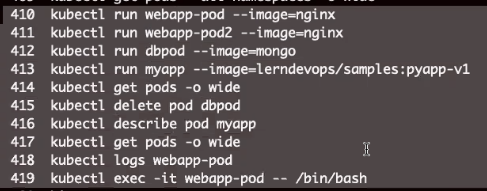 410 kubectl run webapp-pod --image=nginx
411 kubectl run webapp-pod2 --image=nginx
412 kubectl run dbpod --image=mongo
413 kubectl run myapp --image=lerndevops/samples:pyapp-v1
414 kubectl get pods -o wide
415 kubectl delete pod dbpod
416 kubectl describe pod myapp
417 kubectl get pods -o wide
418 kubectl logs webapp-pod
419 kubectl exec -it webapp-pod -- /bin/bash